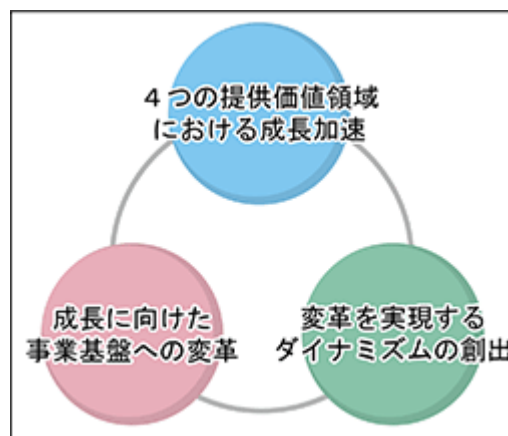 ４つの提供価値領域
における成長加速
成長に向けた
事業基盤への変革
変革を実現する
ダイナミズムの創出